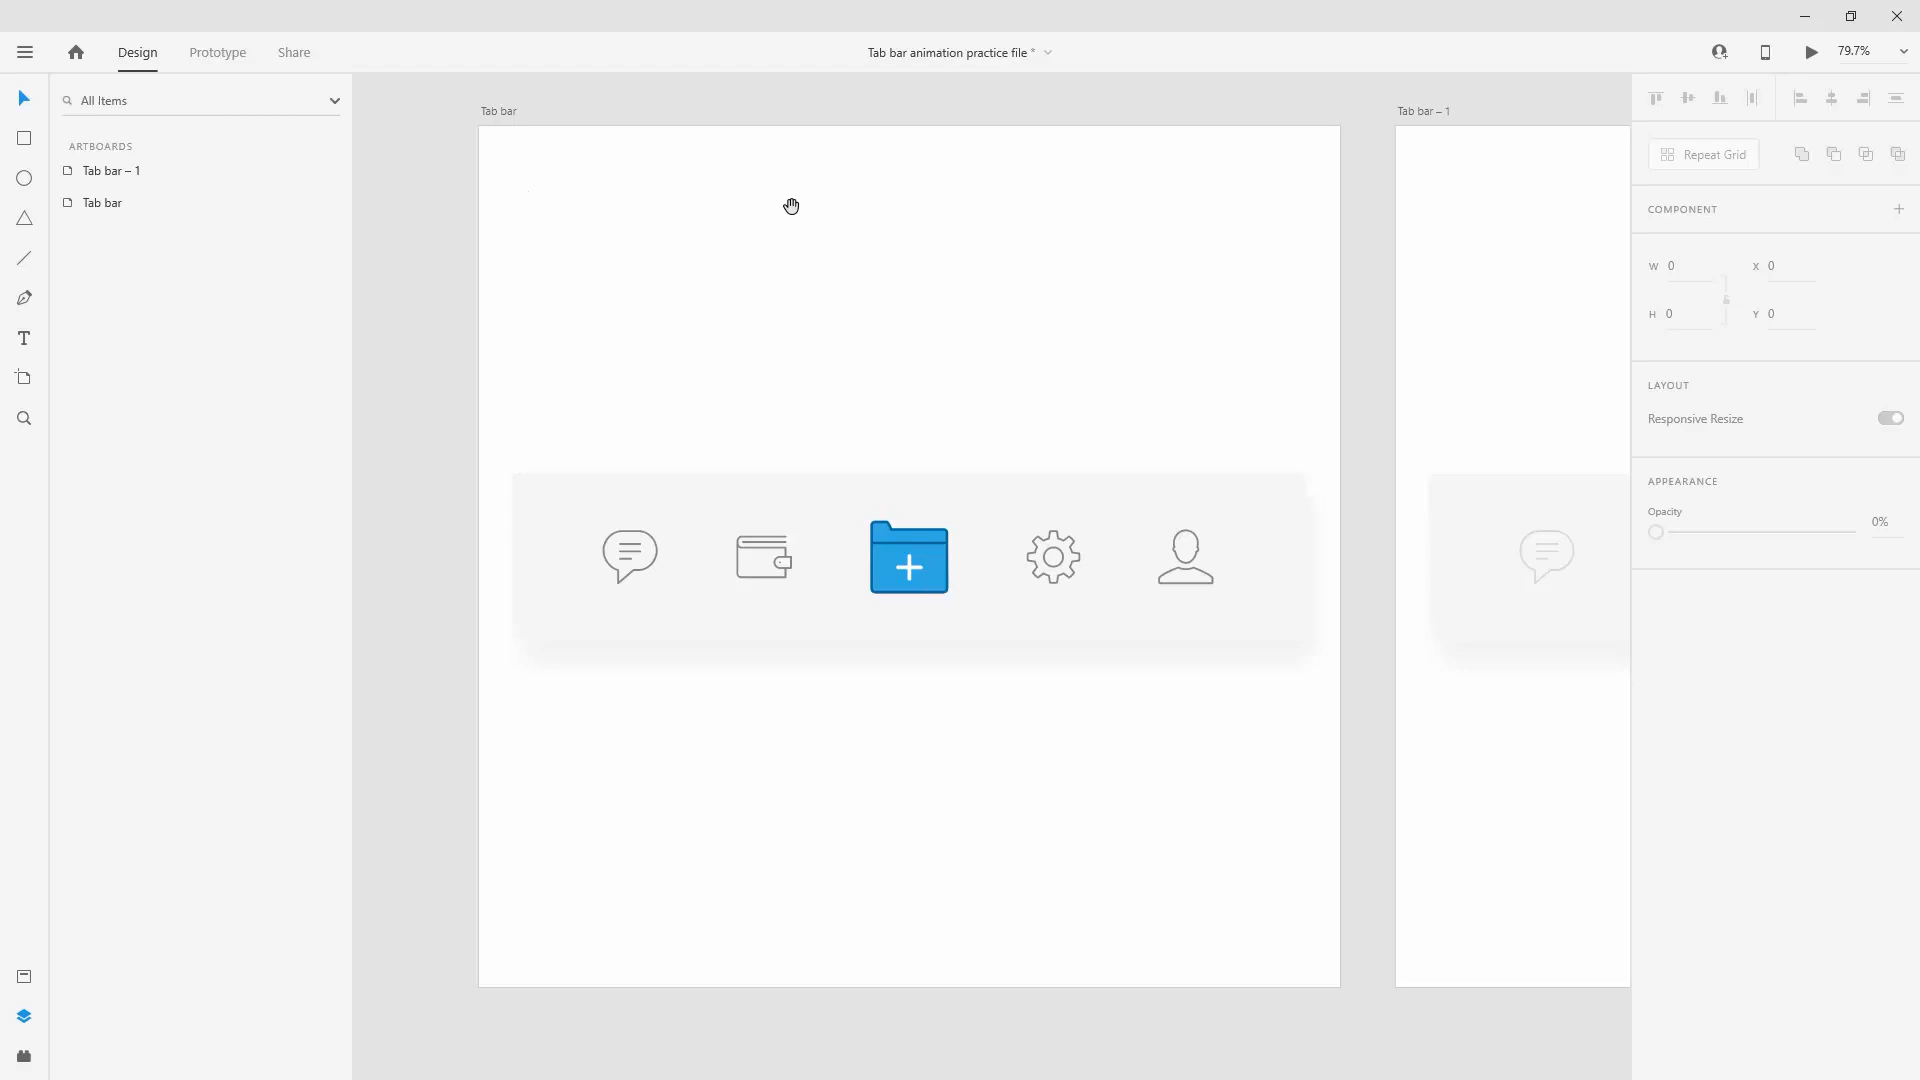 Design
Prototype
Share
Tab bar animation practice file *
79.7%
All Items
ARTBOARDS
Tab bar – 1
Tab bar
Tab bar
Tab bar – 1
Repeat Grid
COMPONENT
W 0
X 0
H 0
Y 0
LAYOUT
Responsive Resize
APPEARANCE
Opacity
0%